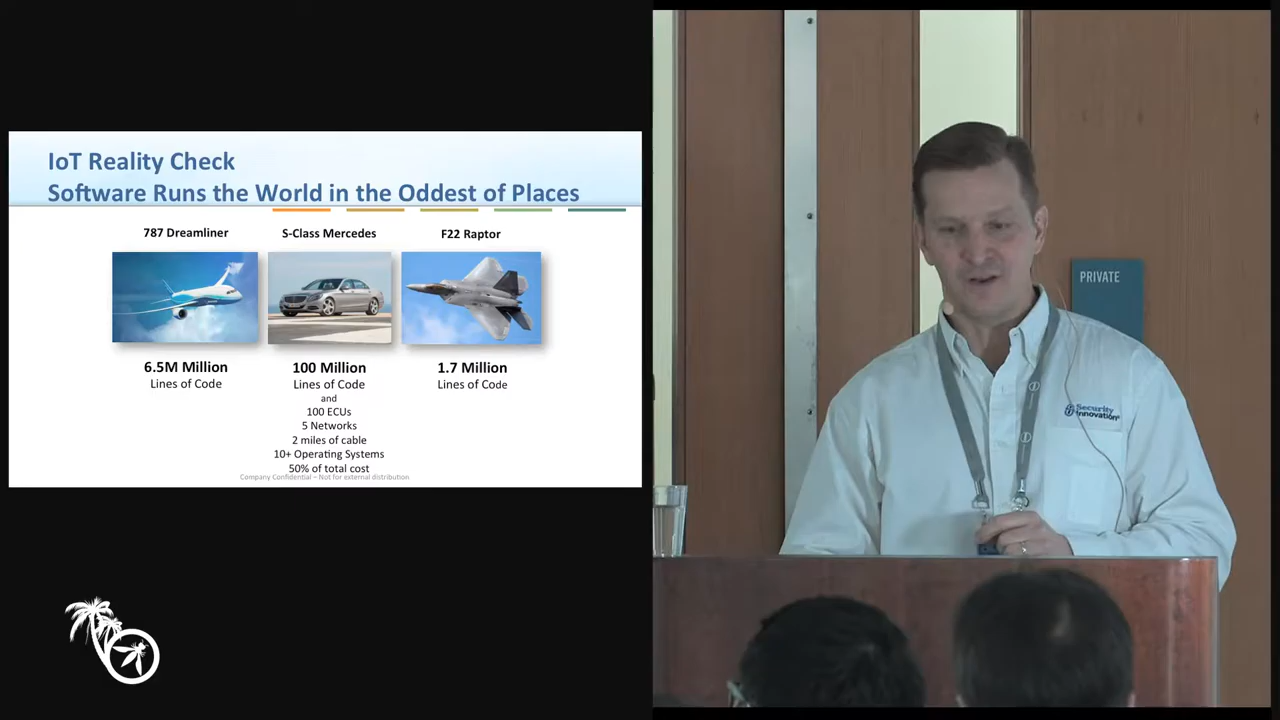 IoT Reality Check
Software Runs the World in the Oddest of Places
787 Dreamliner
S-Class Mercedes
F22 Raptor
6.5M Million
Lines of Code
100 Million
Lines of Code
and
100 ECUs
5 Networks
2 miles of cable
10+ Operating Systems
50% of total cost
1.7 Million
Lines of Code
Company Confidential – Not for external distribution
PRIVATE
Security
Innovation